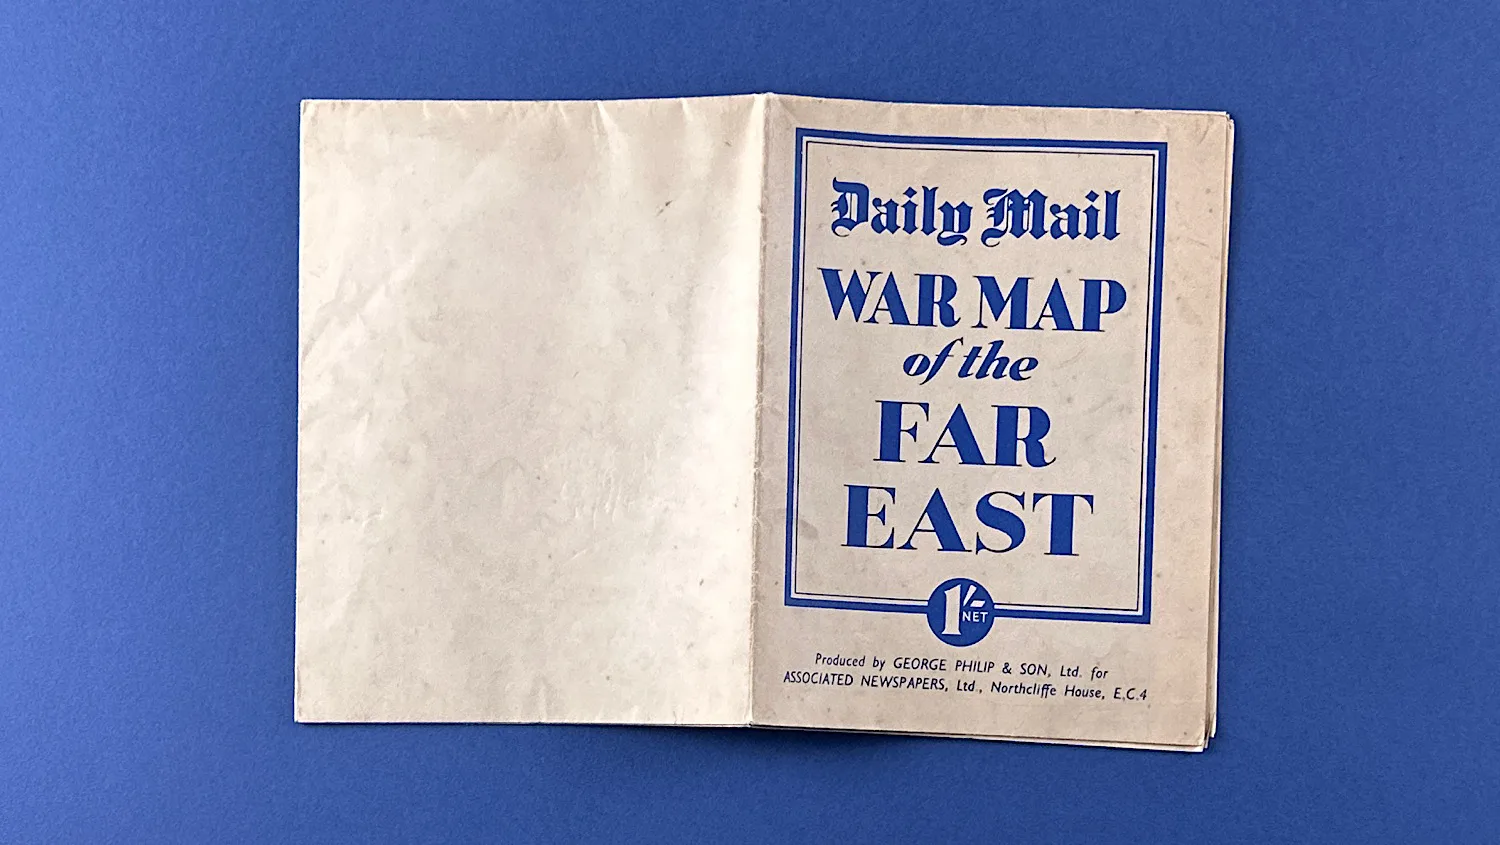 Daily Mail
WAR MAP
of the
FAR
EAST
1/- NET
Produced by GEORGE PHILIP & SON, Ltd. for
ASSOCIATED NEWSPAPERS, Ltd., Northcliffe House, E.C.4